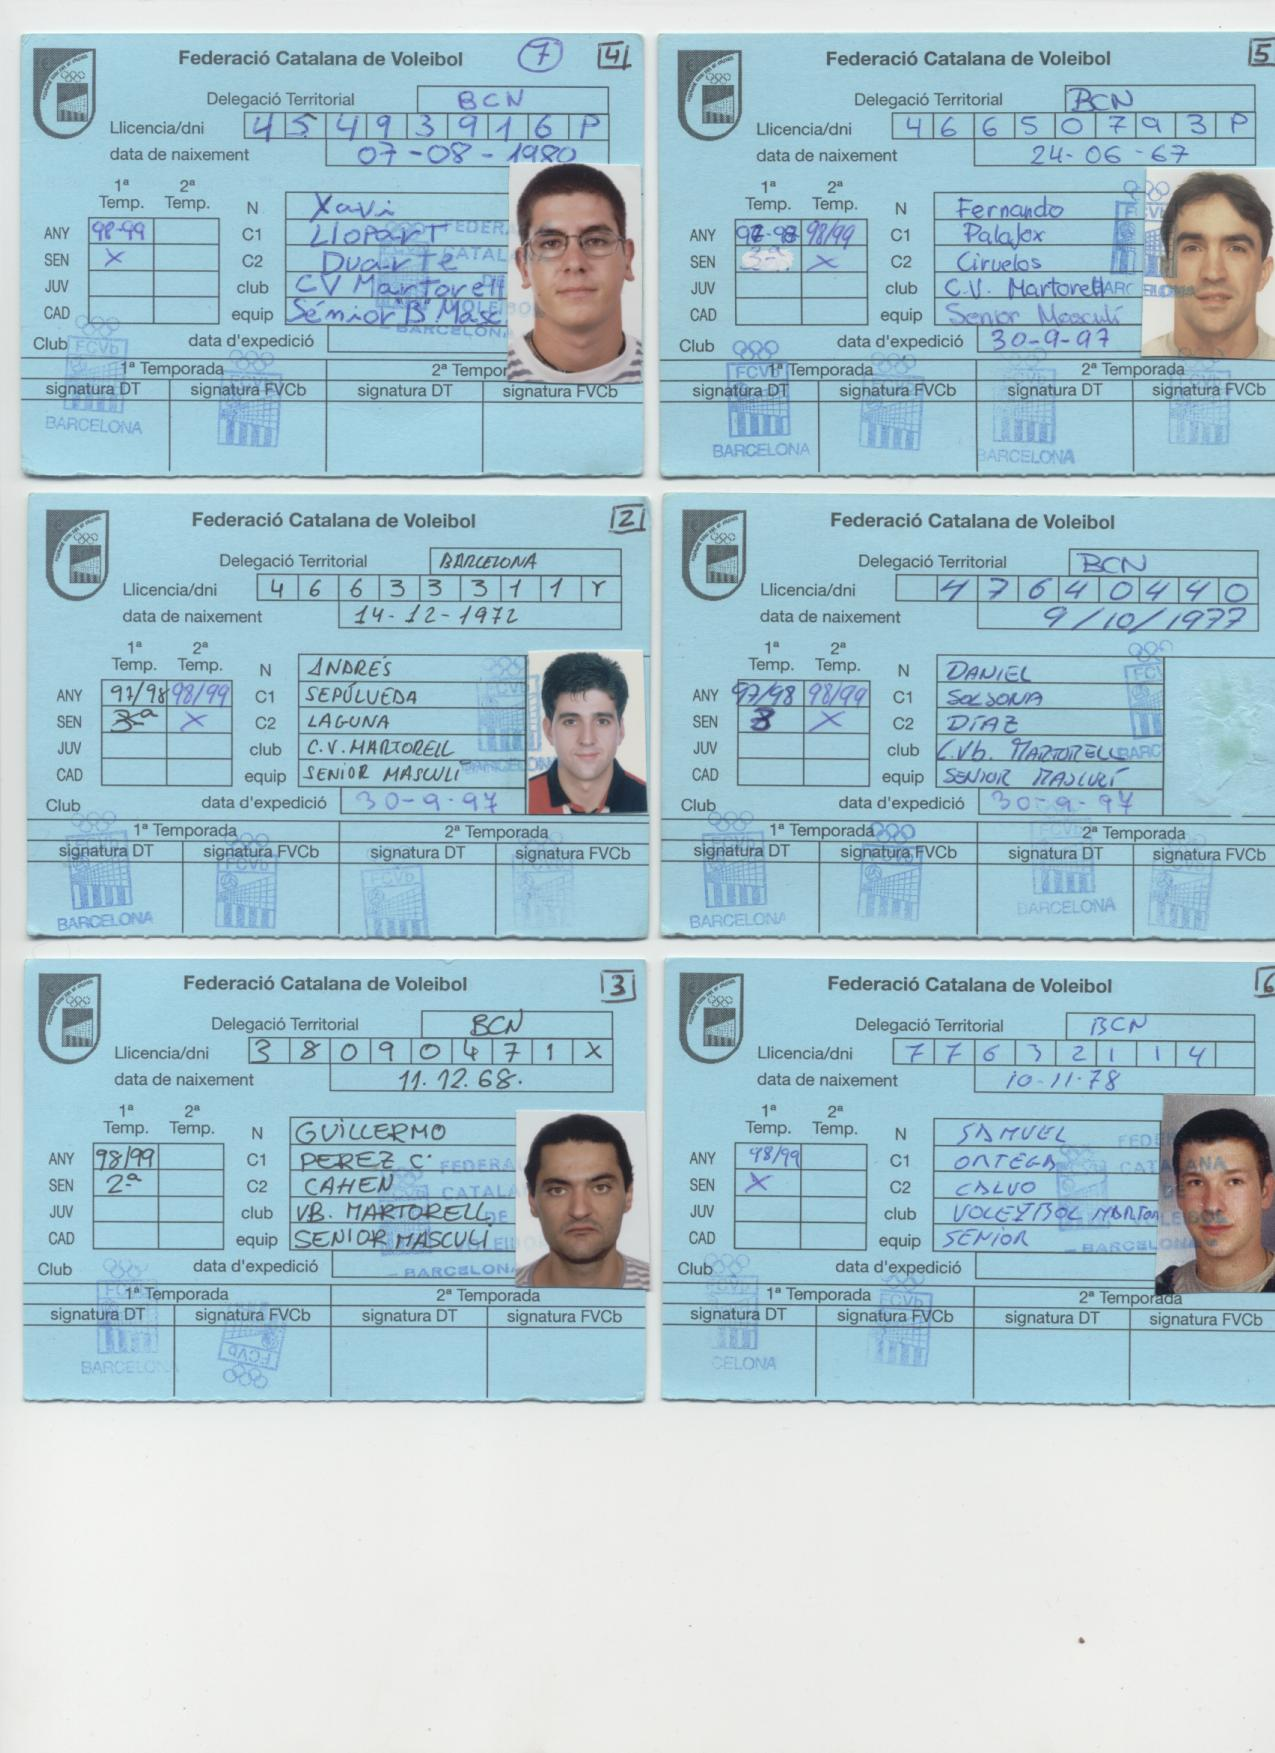 Federació Catalana de Voleibol 7 4
Delegació Territorial BCN
Llicencia/dni 45493916P
data de naixement 07-08-1980
1ª Temp. 2ª Temp.
N Xavi
ANY 98-99 C1 Llopart
SEN X C2 Duarte
JUV club CV Martorell
CAD equip Sénior "B" Masc
Club data d'expedició
1ª Temporada 2ª Tempor
signatura DT signatura FVCb signatura DT signatura FVCb
BARCELONA
Federació Catalana de Voleibol 5
Delegació Territorial BCN
Llicencia/dni 46650793P
data de naixement 24-06-67
1ª Temp. 2ª Temp.
N Fernando
ANY 97-98 98/99 C1 Palajox
SEN X C2 Ciruelos
JUV club C.V. Martorell
CAD equip Senior Masculí
Club data d'expedició 30-9-97
1ª Temporada 2ª Temporada
signatura DT signatura FVCb signatura DT signatura FVCb
BARCELONA BARCELONA
Federació Catalana de Voleibol 2
Delegació Territorial BARCELONA
Llicencia/dni 46633311Y
data de naixement 14-12-1972
1ª Temp. 2ª Temp.
N ANDRÉS
ANY 97/98 98/99 C1 SEPÚLVEDA
SEN 3ª X C2 LAGUNA
JUV club C.V. MARTORELL
CAD equip SENIOR MASCULI
Club data d'expedició 30-9-97
1ª Temporada 2ª Temporada
signatura DT signatura FVCb signatura DT signatura FVCb
BARCELONA
Federació Catalana de Voleibol
Delegació Territorial BCN
Llicencia/dni 47640440
data de naixement 9/10/1977
1ª Temp. 2ª Temp.
N DANIEL
ANY 97/98 98/99 C1 SOLSONA
SEN 3 X C2 DÍAZ
JUV club C.Vb. MARTORELL
CAD equip SENIOR MASCULÍ
Club data d'expedició 30-9-97
1ª Temporada 2ª Temporada
signatura DT signatura FVCb signatura DT signatura FVCb
BARCELONA BARCELONA
Federació Catalana de Voleibol 3
Delegació Territorial BCN
Llicencia/dni 38090471X
data de naixement 11.12.68.
1ª Temp. 2ª Temp.
N GUILLERMO
ANY 98/99 C1 PEREZ C.
SEN 2ª C2 CAHEN
JUV club VB. MARTORELL
CAD equip SENIOR MASCULI
Club data d'expedició
1ª Temporada 2ª Temporada
signatura DT signatura FVCb signatura DT signatura FVCb
BARCELONA
Federació Catalana de Voleibol 6
Delegació Territorial BCN
Llicencia/dni 77632114
data de naixement 10-11-78
1ª Temp. 2ª Temp.
N SAMUEL
ANY 98/99 C1 ORTEGA
SEN X C2 CALVO
JUV club VOLEIBOL MARTOR
CAD equip SENIOR
Club data d'expedició
1ª Temporada 2ª Temporada
signatura DT signatura FVCb signatura DT signatura FVCb
CELONA